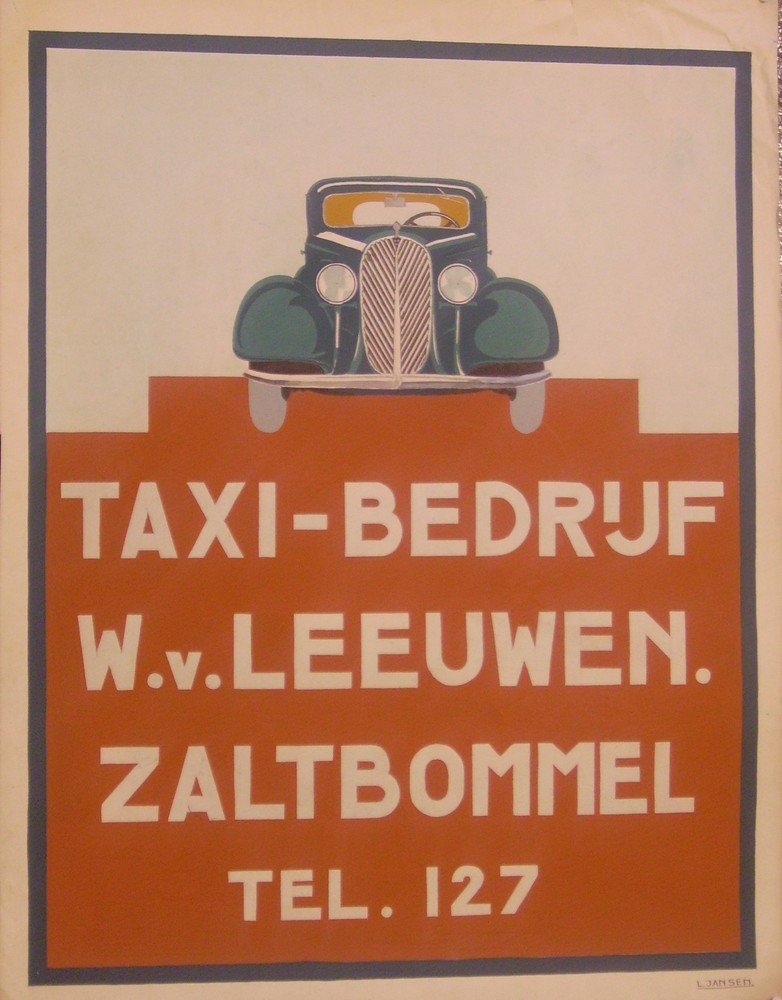 TAXI-BEDRIJF
W.v.LEEUWEN.
ZALTBOMMEL
TEL. 127
L.JANSEN.